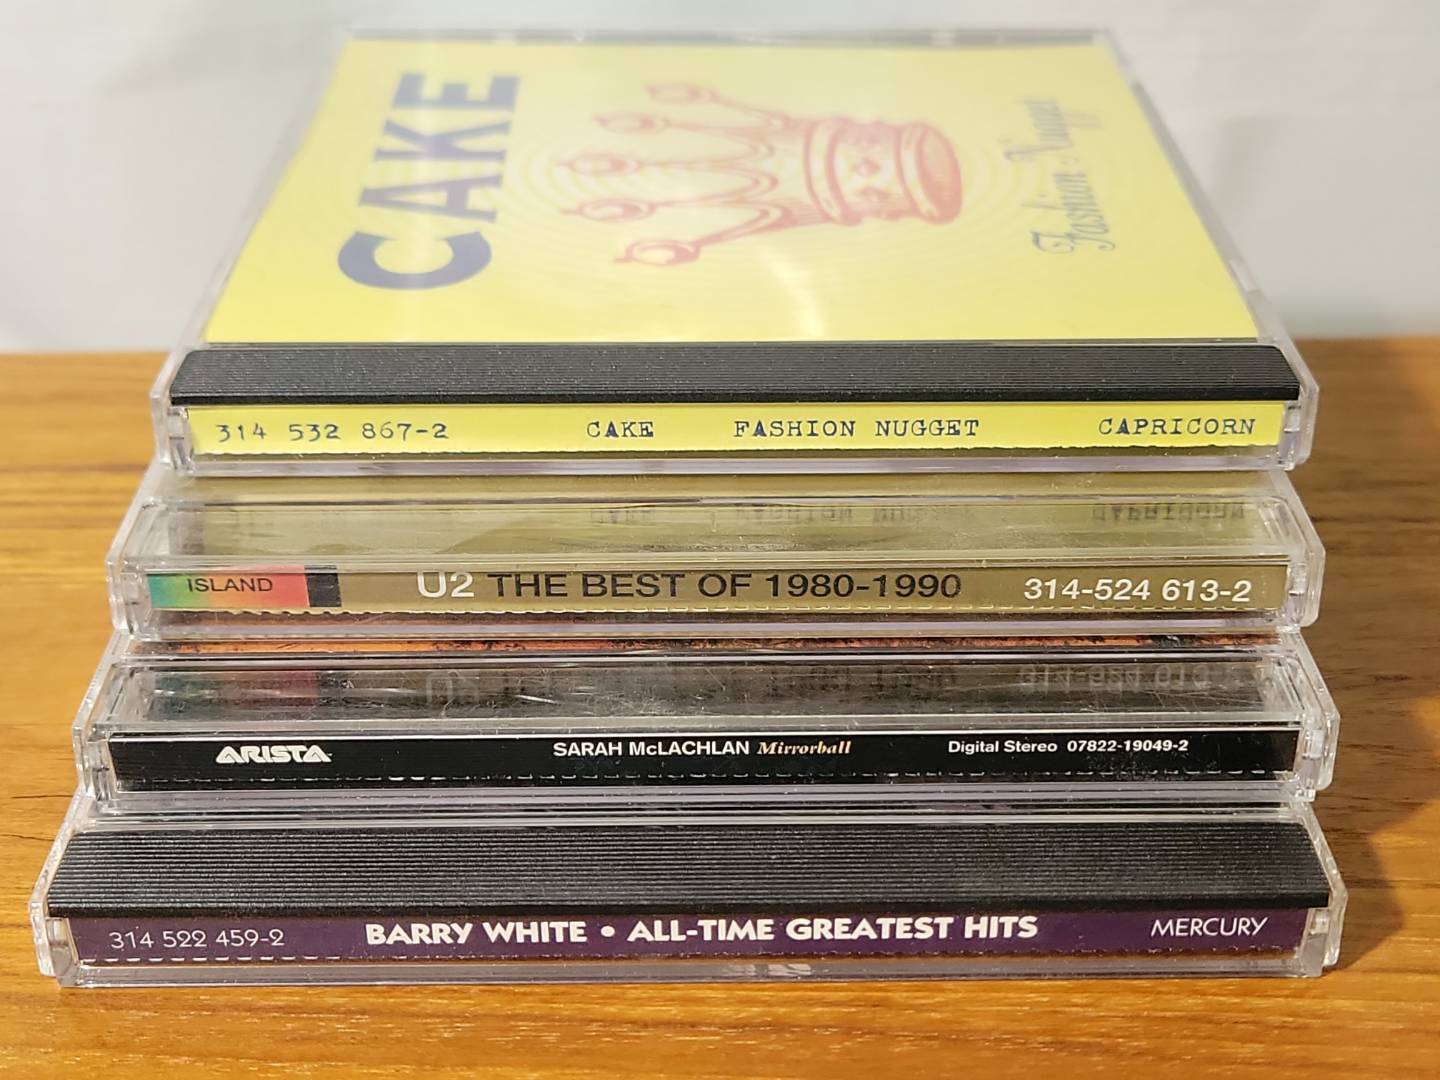 CAKE
Fashion Nugget
314 532 867-2 CAKE FASHION NUGGET CAPRICORN
ISLAND U2 THE BEST OF 1980-1990 314-524 613-2
ARISTA SARAH McLACHLAN Mirrorball Digital Stereo 07822-19049-2
314 522 459-2 BARRY WHITE • ALL-TIME GREATEST HITS MERCURY